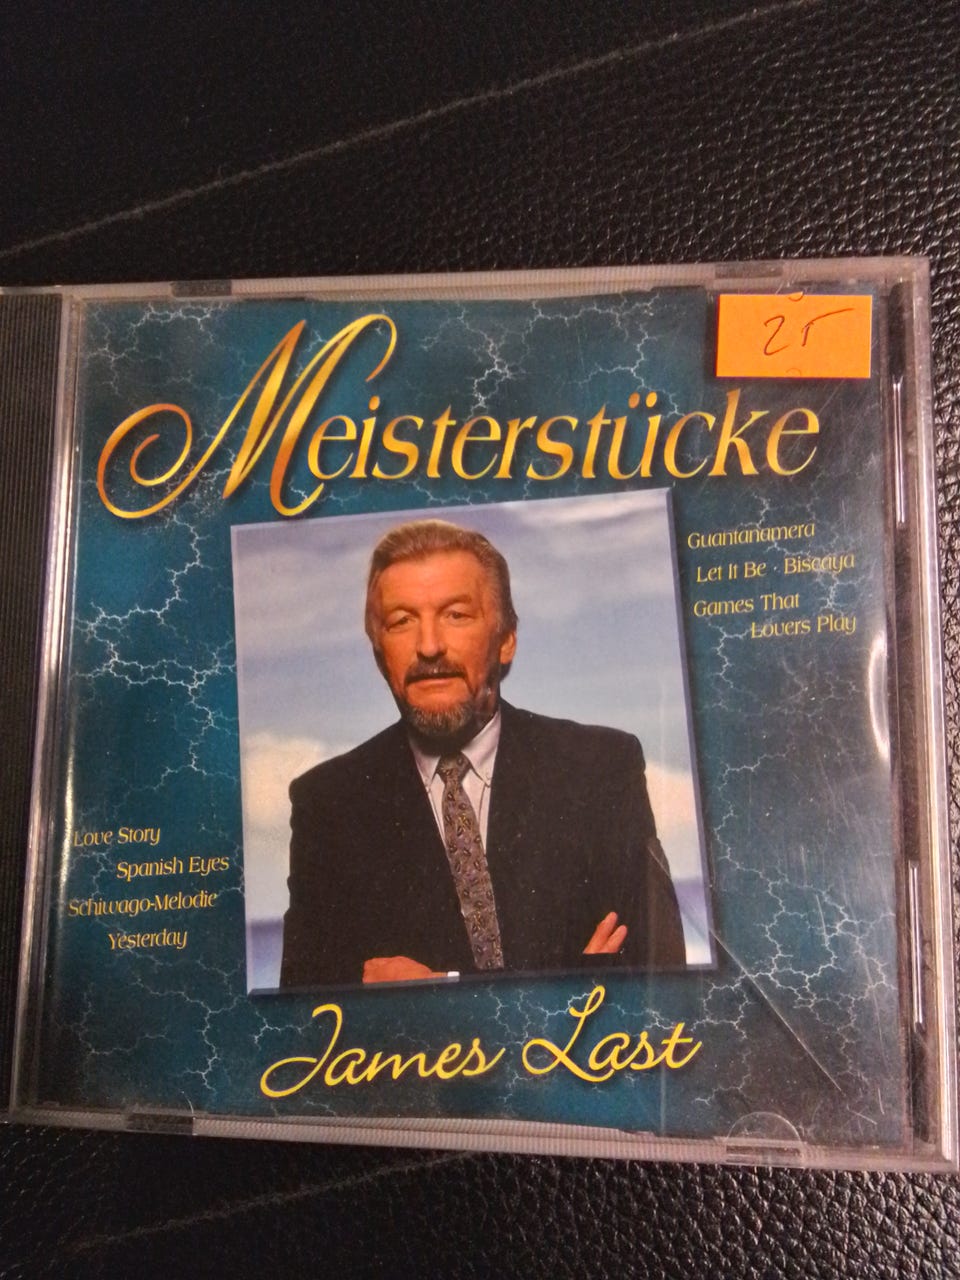 Meisterstücke
Guantanamera
Let It Be · Biscaya
Games That
Lovers Play
Love Story
Spanish Eyes
Schiwago-Melodie
Yesterday
James Last